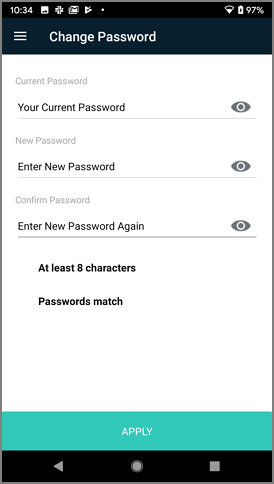 10:34 97%
Change Password
Current Password
Your Current Password
New Password
Enter New Password
Confirm Password
Enter New Password Again
At least 8 characters
Passwords match
APPLY